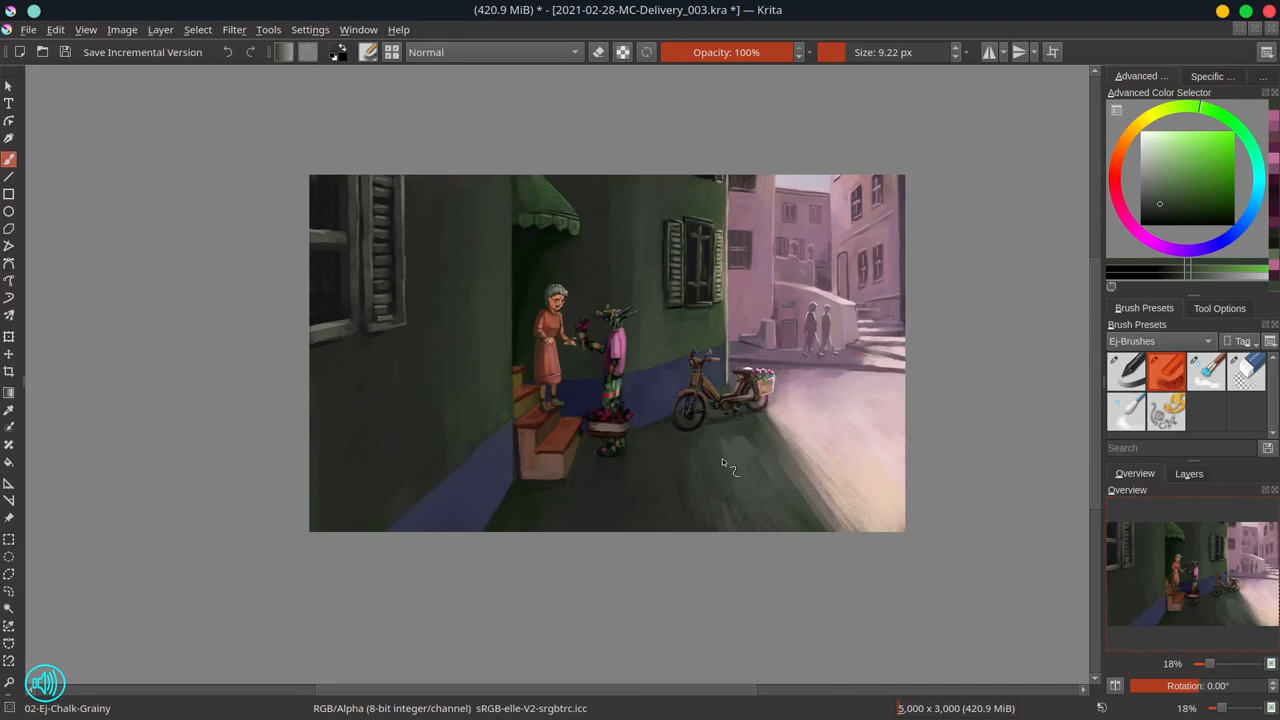 (420.9 MiB) * - [2021-02-28-MC-Delivery_003.kra *] — Krita
File Edit View Image Layer Select Filter Tools Settings Window Help
Save Incremental Version
Normal
Opacity: 100%
Size: 9.22 px
Advanced ...
Specific ...
...
Advanced Color Selector
Brush Presets
Tool Options
Brush Presets
Ej-Brushes
Tag
Search
Overview
Layers
Overview
18%
Rotation: 0.00°
02-Ej-Chalk-Grainy
RGB/Alpha (8-bit integer/channel) sRGB-elle-V2-srgbtrc.icc
5,000 x 3,000 (420.9 MiB)
18%